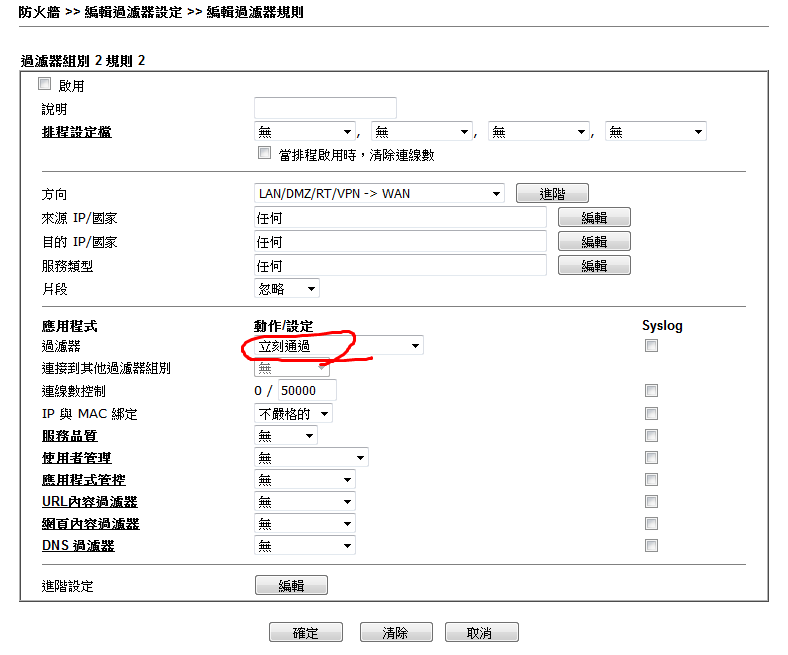 防火牆 >> 編輯過濾器設定 >> 編輯過濾器規則
過濾器組別 2 規則 2
啟用
說明
排程設定檔 無 , 無 , 無 , 無
當排程啟用時，清除連線數
方向 LAN/DMZ/RT/VPN -> WAN 進階
來源 IP/國家 任何 編輯
目的 IP/國家 任何 編輯
服務類型 任何 編輯
片段 忽略
應用程式 動作/設定 Syslog
過濾器 立刻通過
連接到其他過濾器組別 無
連線數控制 0 / 50000
IP 與 MAC 綁定 不嚴格的
服務品質 無
使用者管理 無
應用程式管控 無
URL內容過濾器 無
網頁內容過濾器 無
DNS 過濾器 無
進階設定 編輯
確定 清除 取消